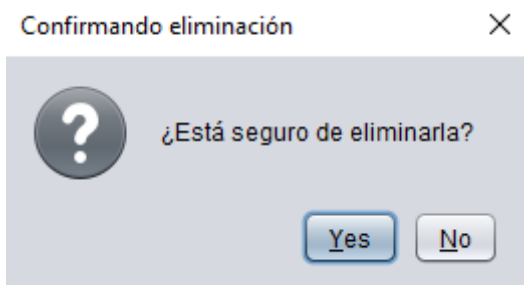 Confirmando eliminación
¿Está seguro de eliminarla?
Yes No